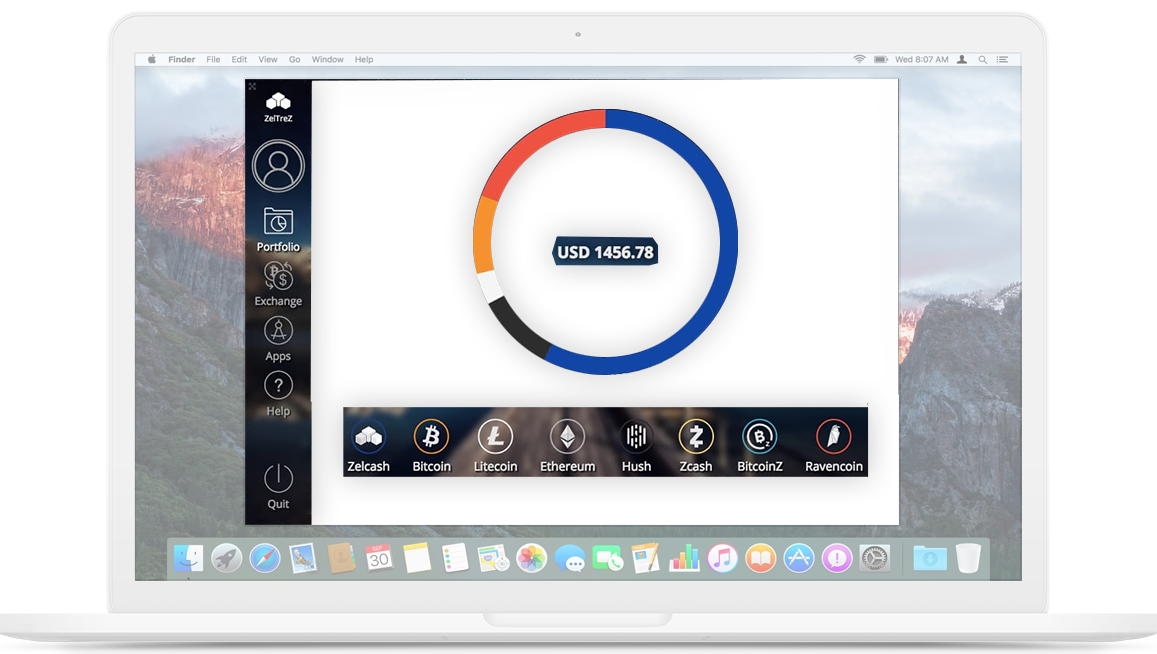 Finder File Edit View Go Window Help
Wed 8:07 AM
ZelTreZ
Portfolio
Exchange
Apps
?
Help
Quit
USD 1456.78
Zelcash Bitcoin Litecoin Ethereum Hush Zcash BitcoinZ Ravencoin
SEP
30